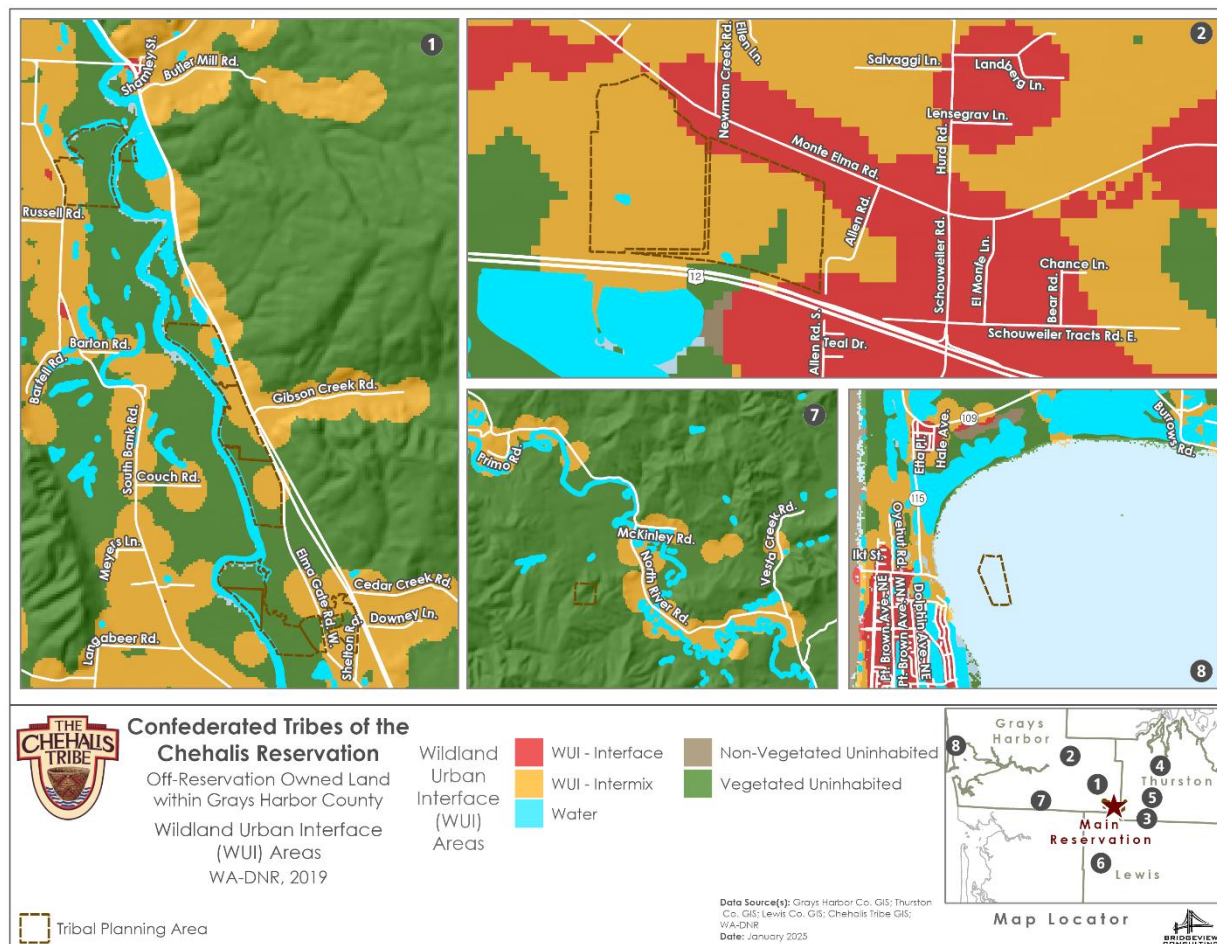 1
Shamley St.
Butler Mill Rd.
Russell Rd.
Barton Rd.
Bartell Rd.
Gibson Creek Rd.
South Bank Rd.
Couch Rd.
Meyers Ln.
Langabeer Rd.
Elma Gate Rd. W.
Cedar Creek Rd.
Downey Ln.
Shelton Rd.
2
Ellen Ln.
Newman Creek Rd.
Salvaggi Ln.
Landberg Ln.
Lensegrav Ln.
Hurd Rd.
Monte Elma Rd.
Allen Rd.
12
Schouweiler Rd.
El Monte Ln.
Chance Ln.
Bear Rd.
Schouweiler Tracts Rd. E.
Allen Rd. S.
Teal Dr.
7
Primo Rd.
McKinley Rd.
Vesta Creek Rd.
North River Rd.
109
Etta Pl.
Hale Ave.
Burrows Rd.
115
Oyehut Rd.
Ikt St.
Pt. Brown Ave. NE
Pt. Brown Ave. NW
Dolphin Ave. NE
8
THE
CHEHALIS
TRIBE
Confederated Tribes of the
Chehalis Reservation
Off-Reservation Owned Land
within Grays Harbor County
Wildland Urban Interface
(WUI) Areas
WA-DNR, 2019
Tribal Planning Area
Wildland
Urban
Interface
(WUI)
Areas
WUI - Interface
WUI - Intermix
Water
Non-Vegetated Uninhabited
Vegetated Uninhabited
Data Source(s): Grays Harbor Co. GIS; Thurston
Co. GIS; Lewis Co. GIS; Chehalis Tribe GIS;
WA-DNR
Date: January 2025
Grays
Harbor
8
2
4
Thurston
1
5
7
3
Main
Reservation
6
Lewis
Map Locator
BRIDGEVIEW
CONSULTING